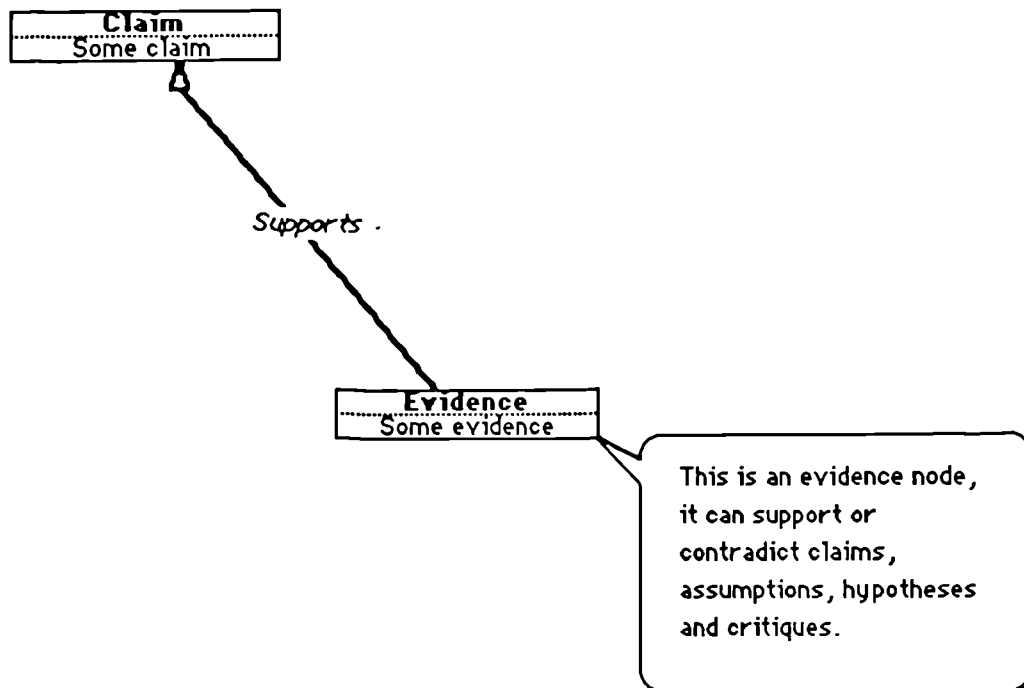 Claim
Some claim
Supports.
Evidence
Some evidence
This is an evidence node,
it can support or
contradict claims,
assumptions, hypotheses
and critiques.